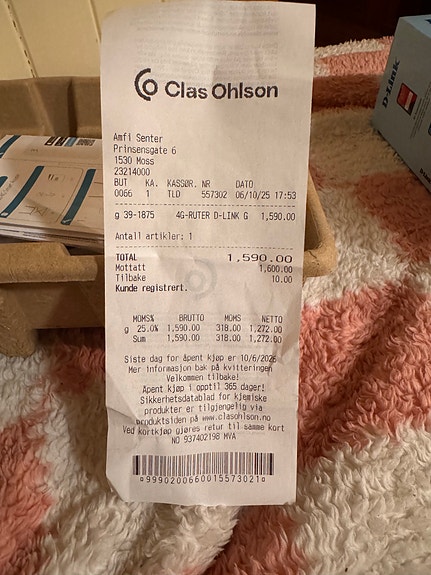 Clas Ohlson
Amfi Senter
Prinsensgate 6
1530 Moss
23214000
BUT KA. KASSØR. NR DATO
0066 1 TLD 557302 06/10/25 17:53
g 39-1875 4G-RUTER D-LINK G 1,590.00
Antall artikler: 1
TOTAL 1,590.00
Mottatt 1,600.00
Tilbake 10.00
Kunde registrert.
MOMS% BRUTTO MOMS NETTO
g 25.0% 1,590.00 318.00 1,272.00
Sum 1,590.00 318.00 1,272.00
Siste dag for åpent kjøp er 10/6/2026
Mer informasjon bak på kvitteringen
Velkommen tilbake!
Åpent kjøp i opptil 365 dager!
Sikkerhetsdatablad for kjemiske
produkter er tilgjengelig via
produktsiden på www.clasohlson.no
Ved kortkjøp gjøres retur til samme kort
NO 937402198 MVA
9990200660015573021
D-Link